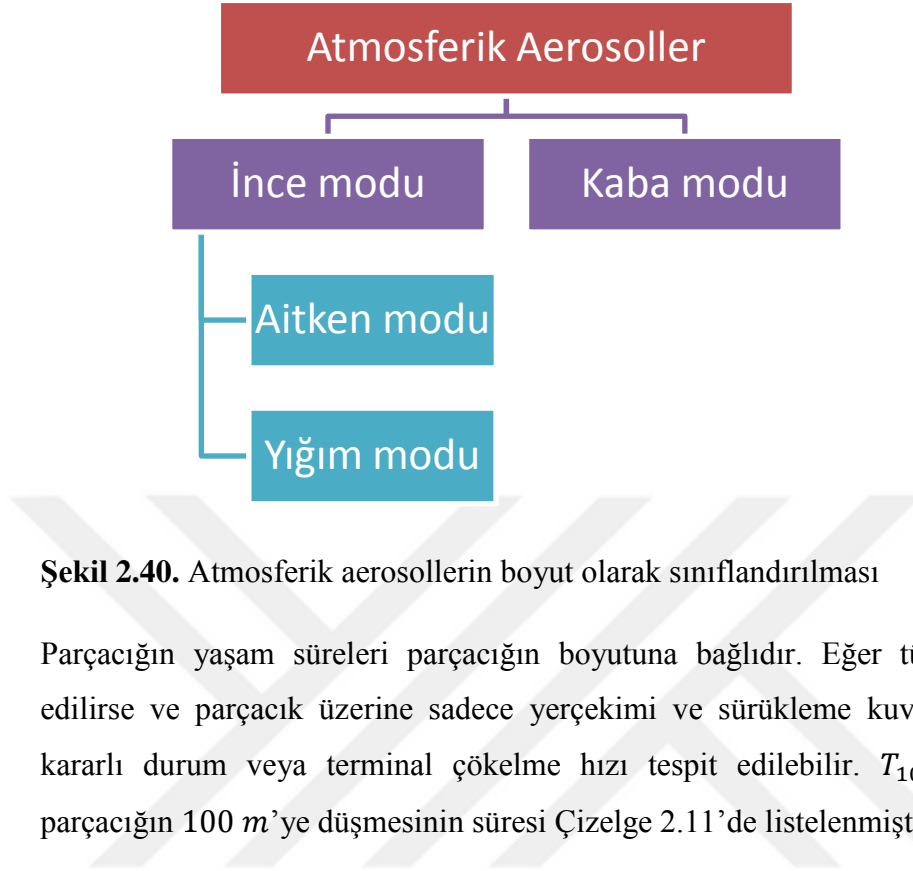 Atmosferik Aerosoller
İnce modu
Kaba modu
Aitken modu
Yığım modu
Şekil 2.40. Atmosferik aerosollerin boyut olarak sınıflandırılması
Parçacığın yaşam süreleri parçacığın boyutuna bağlıdır. Eğer
edilirse ve parçacık üzerine sadece yerçekimi ve sürükleme
kararlı durum veya terminal çökelme hızı tespit edilebilir.
parçacığın 100 m’ye düşmesinin süresi Çizelge 2.11’de